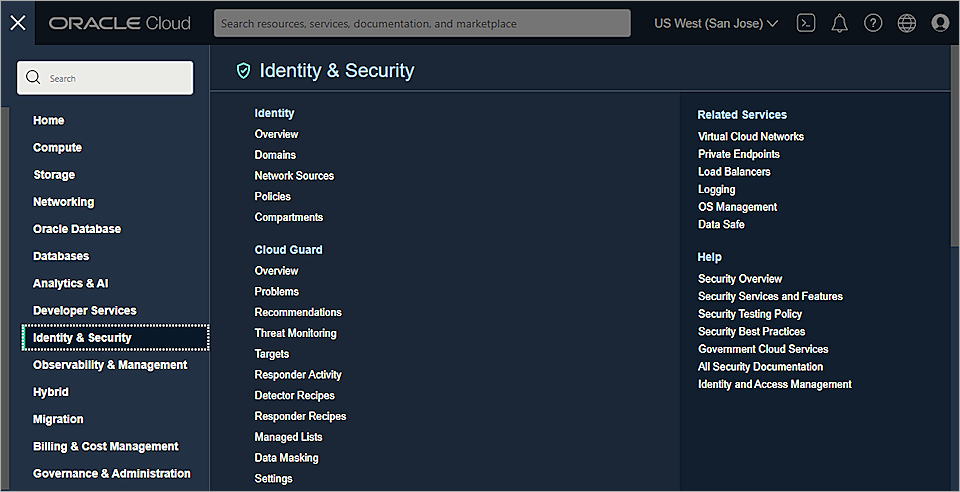 ORACLE Cloud
Search resources, services, documentation, and marketplace
US West (San Jose)
Search
Home
Compute
Storage
Networking
Oracle Database
Databases
Analytics & AI
Developer Services
Identity & Security
Observability & Management
Hybrid
Migration
Billing & Cost Management
Governance & Administration
Identity & Security
Identity
Overview
Domains
Network Sources
Policies
Compartments
Cloud Guard
Overview
Problems
Recommendations
Threat Monitoring
Targets
Responder Activity
Detector Recipes
Responder Recipes
Managed Lists
Data Masking
Settings
Related Services
Virtual Cloud Networks
Private Endpoints
Load Balancers
Logging
OS Management
Data Safe
Help
Security Overview
Security Services and Features
Security Testing Policy
Security Best Practices
Government Cloud Services
All Security Documentation
Identity and Access Management